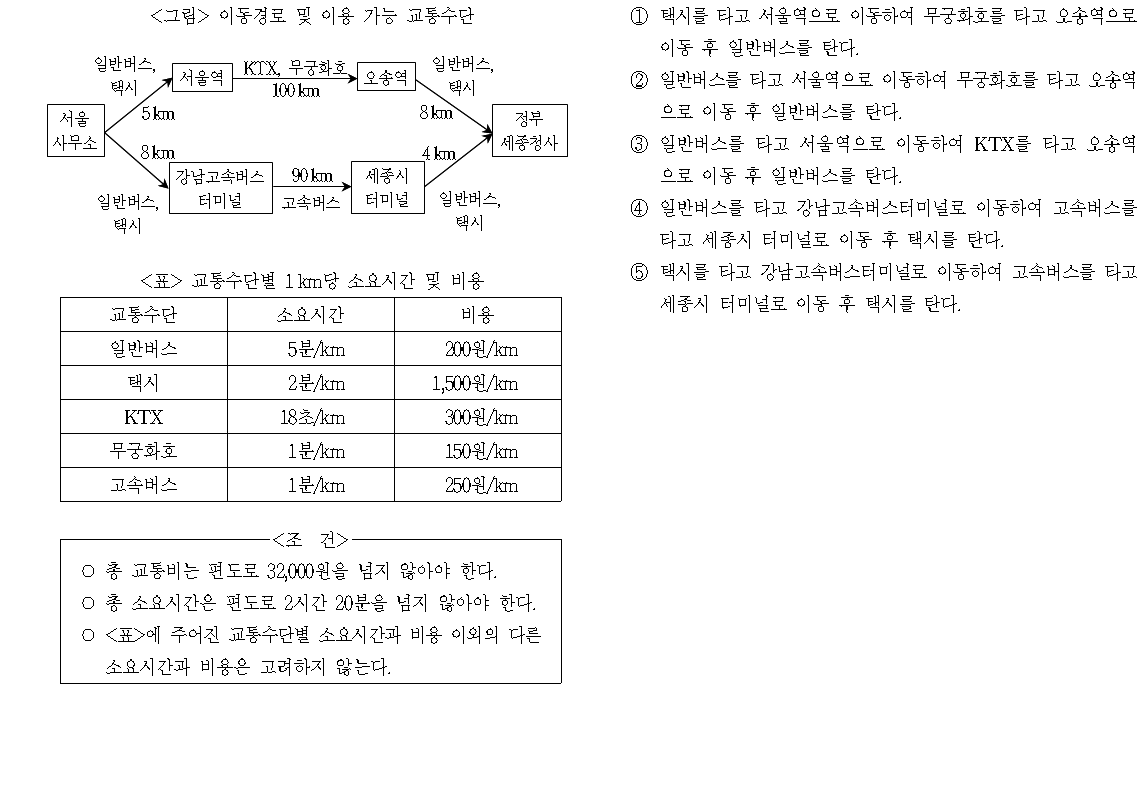 <그림> 이동경로 및 이용 가능 교통수단
일반버스,
택시
서울역
KTX, 무궁화호
100km
오송역
일반버스,
택시
5km
8km
서울
사무소
정부
세종청사
8km
4km
강남고속버스
터미널
90km
고속버스
세종시
터미널
일반버스,
택시
일반버스,
택시
<표> 교통수단별 1km당 소요시간 및 비용
교통수단 소요시간 비용
일반버스 5분/km 200원/km
택시 2분/km 1,500원/km
KTX 18초/km 300원/km
무궁화호 1분/km 150원/km
고속버스 1분/km 250원/km
<조 건>
○ 총 교통비는 편도로 32,000원을 넘지 않아야 한다.
○ 총 소요시간은 편도로 2시간 20분을 넘지 않아야 한다.
○ <표>에 주어진 교통수단별 소요시간과 비용 이외의 다른
소요시간과 비용은 고려하지 않는다.
① 택시를 타고 서울역으로 이동하여 무궁화호를 타고 오송역으로
이동 후 일반버스를 탄다.
② 일반버스를 타고 서울역으로 이동하여 무궁화호를 타고 오송역
으로 이동 후 일반버스를 탄다.
③ 일반버스를 타고 서울역으로 이동하여 KTX를 타고 오송역
으로 이동 후 일반버스를 탄다.
④ 일반버스를 타고 강남고속버스터미널로 이동하여 고속버스를
타고 세종시 터미널로 이동 후 택시를 탄다.
⑤ 택시를 타고 강남고속버스터미널로 이동하여 고속버스를 타고
세종시 터미널로 이동 후 택시를 탄다.